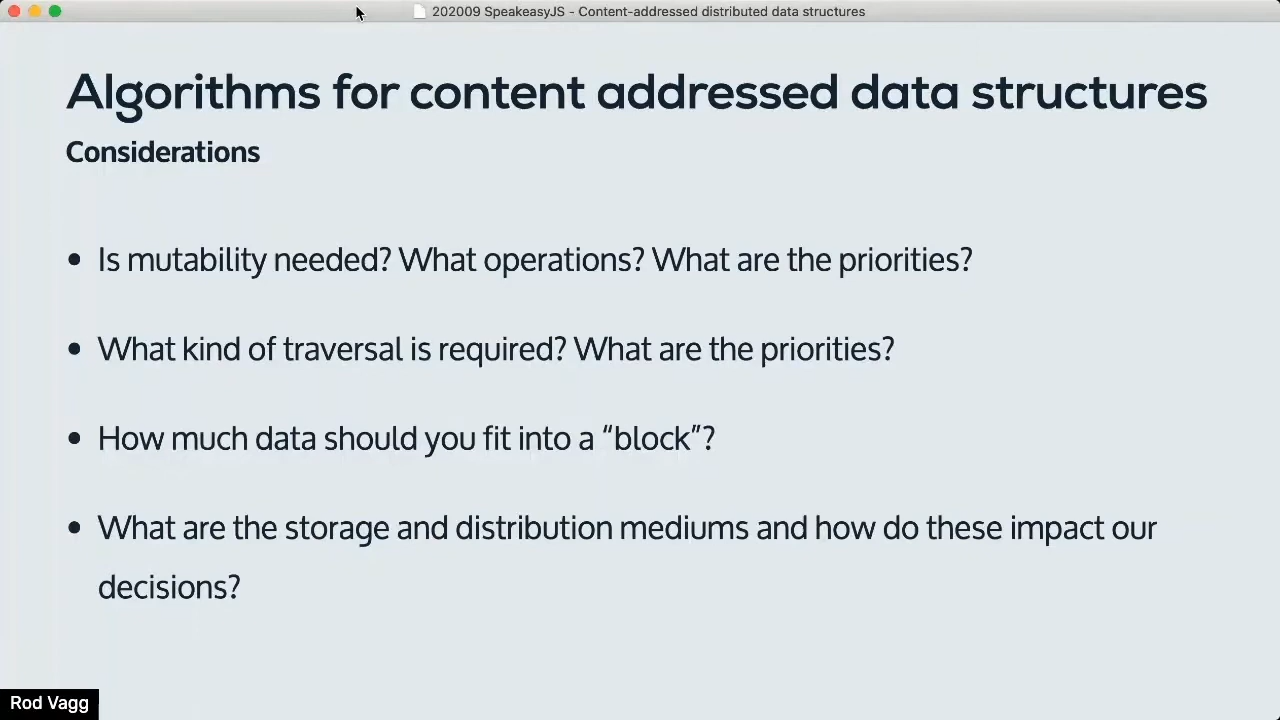 202009 SpeakeasyJS - Content-addressed distributed data structures
Algorithms for content addressed data structures
Considerations
• Is mutability needed? What operations? What are the priorities?
• What kind of traversal is required? What are the priorities?
• How much data should you fit into a “block”?
• What are the storage and distribution mediums and how do these impact our
decisions?
Rod Vagg